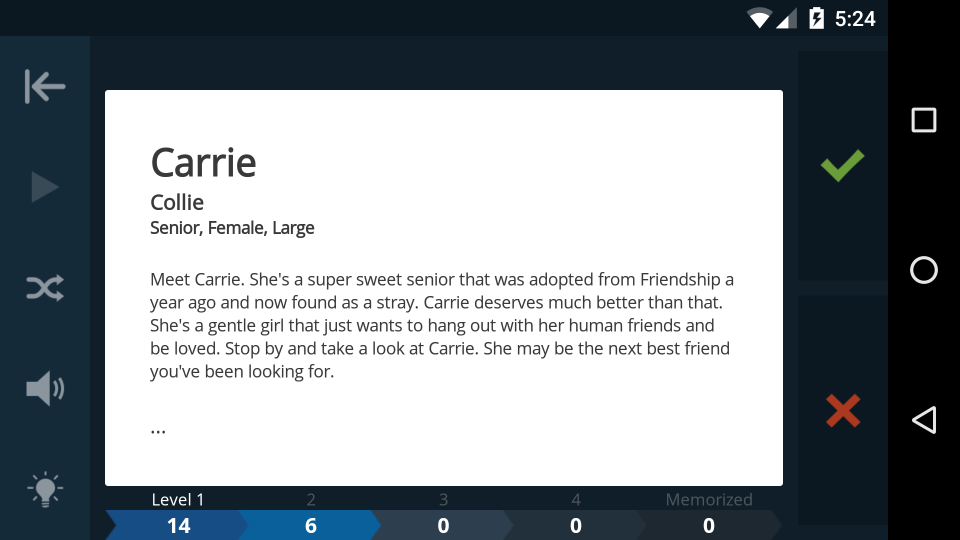 5:24
Carrie
Collie
Senior, Female, Large
Meet Carrie. She's a super sweet senior that was adopted from Friendship a
year ago and now found as a stray. Carrie deserves much better than that.
She's a gentle girl that just wants to hang out with her human friends and
be loved. Stop by and take a look at Carrie. She may be the next best friend
you've been looking for.
...
Level 1 2 3 4 Memorized
14 6 0 0 0